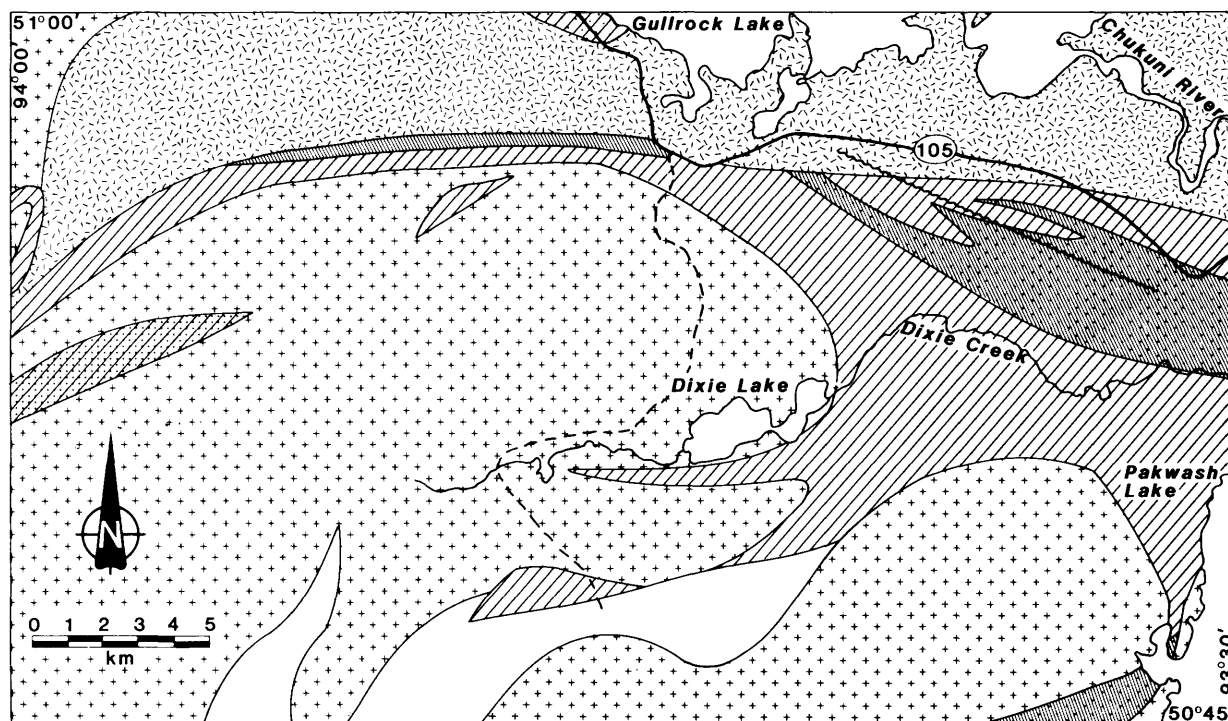 51°00'
94°00'
Gullrock Lake
Chukuni River
105
Dixie Creek
Dixie Lake
Pakwash
Lake
N
0 1 2 3 4 5
km
93°30'
50°45'